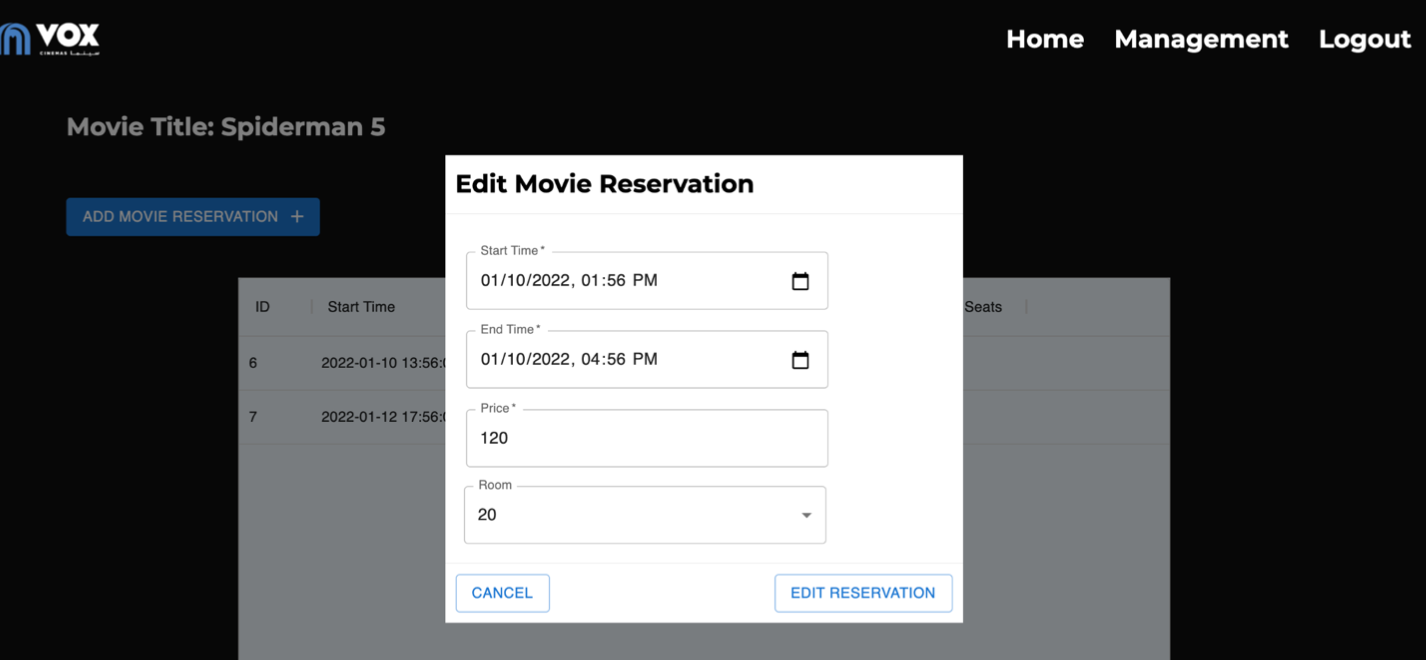 VOX
CINEMAS سينما
Home Management Logout
Movie Title: Spiderman 5
ADD MOVIE RESERVATION +
Edit Movie Reservation
Start Time *
01/10/2022, 01:56 PM
End Time *
01/10/2022, 04:56 PM
Price *
120
Room
20
CANCEL EDIT RESERVATION
ID Start Time Seats
6 2022-01-10 13:56:
7 2022-01-12 17:56: